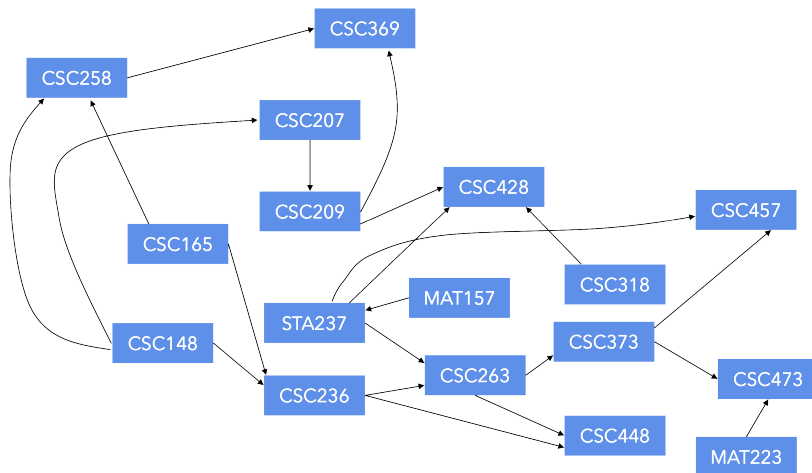 CSC369
CSC258
CSC207
CSC428
CSC209
CSC457
CSC165
CSC318
MAT157
STA237
CSC148
CSC373
CSC263
CSC473
CSC236
CSC448
MAT223